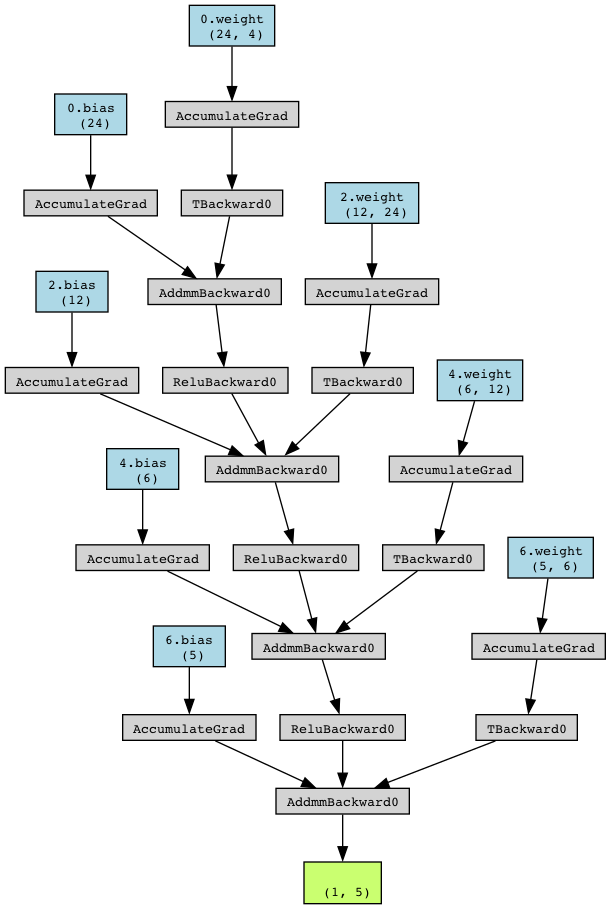 0.weight
(24, 4)
0.bias
(24)
AccumulateGrad
AccumulateGrad
TBackward0
2.weight
(12, 24)
2.bias
(12)
AddmmBackward0
AccumulateGrad
AccumulateGrad
ReluBackward0
TBackward0
4.weight
(6, 12)
4.bias
(6)
AddmmBackward0
AccumulateGrad
AccumulateGrad
ReluBackward0
TBackward0
6.weight
(5, 6)
6.bias
(5)
AddmmBackward0
AccumulateGrad
AccumulateGrad
ReluBackward0
TBackward0
AddmmBackward0
(1, 5)